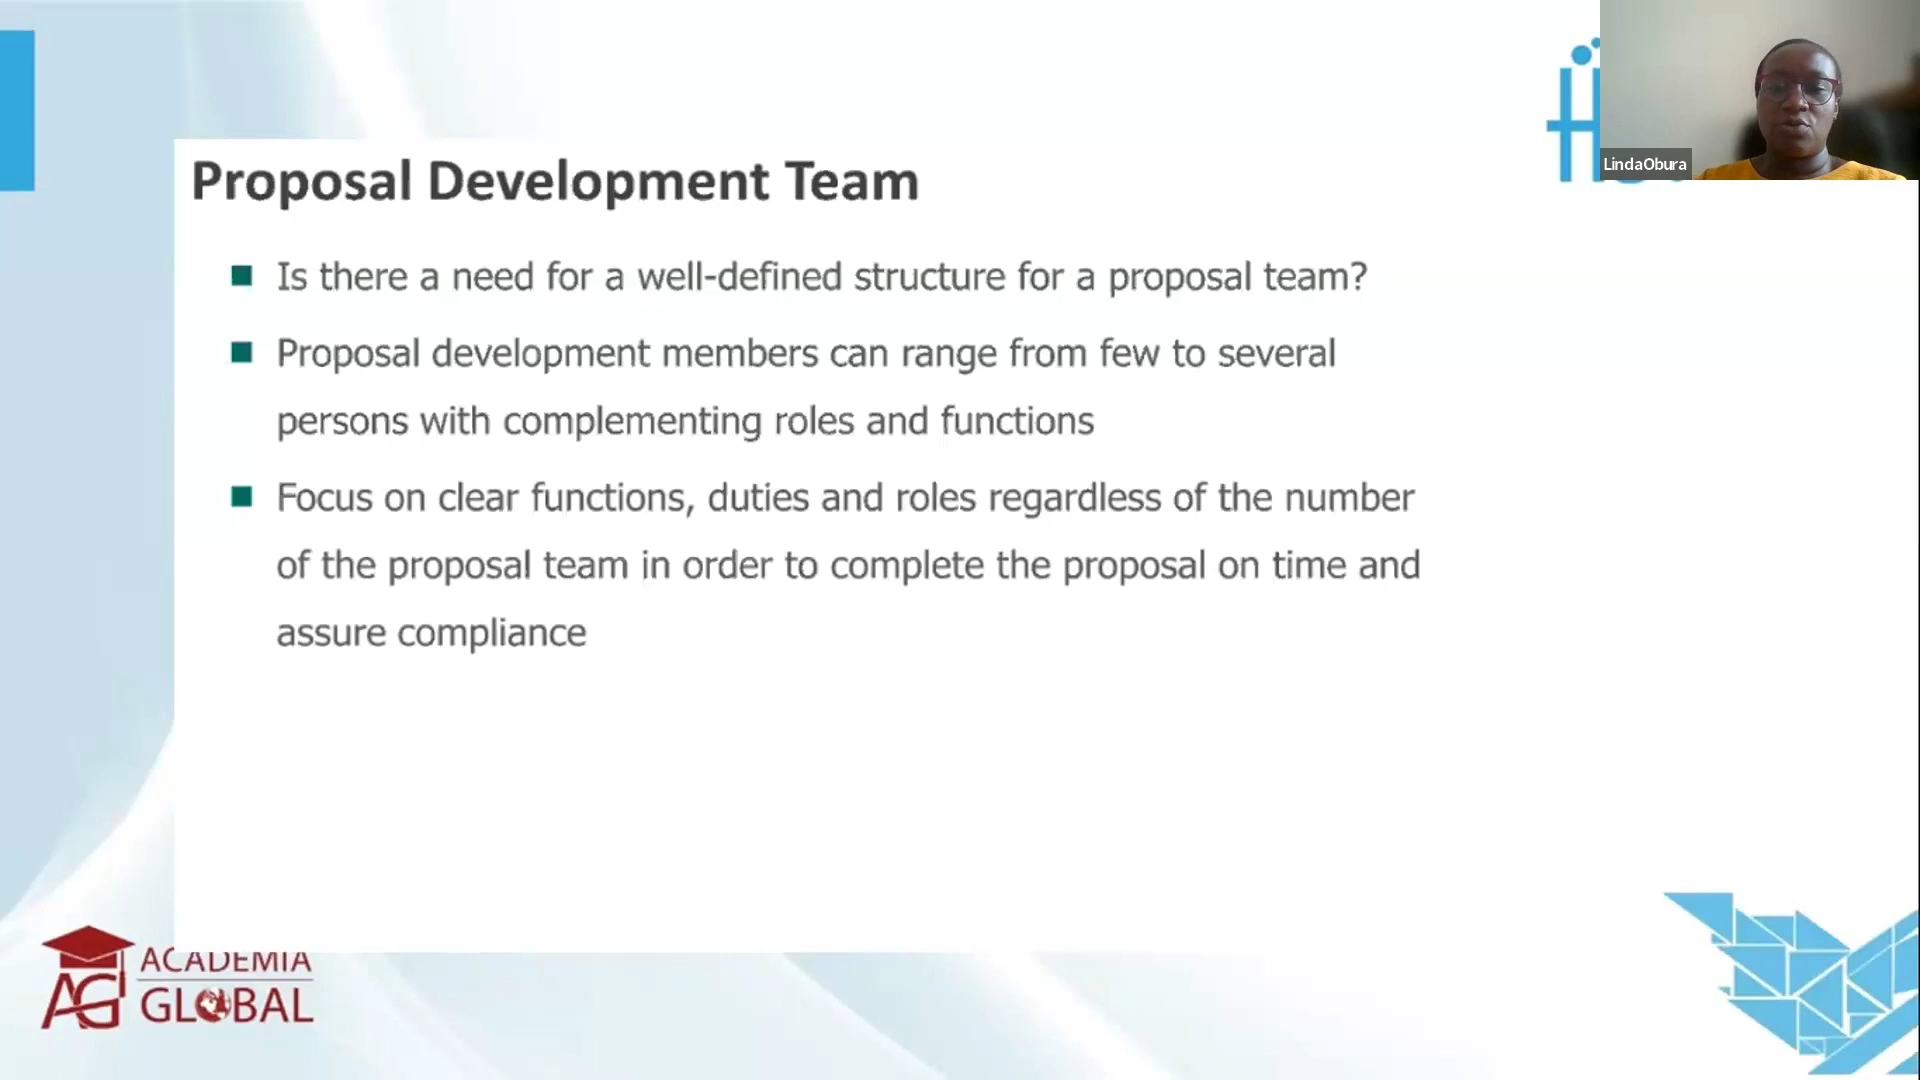 LindaObura
Proposal Development Team
Is there a need for a well-defined structure for a proposal team?
Proposal development members can range from few to several
persons with complementing roles and functions
Focus on clear functions, duties and roles regardless of the number
of the proposal team in order to complete the proposal on time and
assure compliance
AG
ACADEMIA
GLOBAL